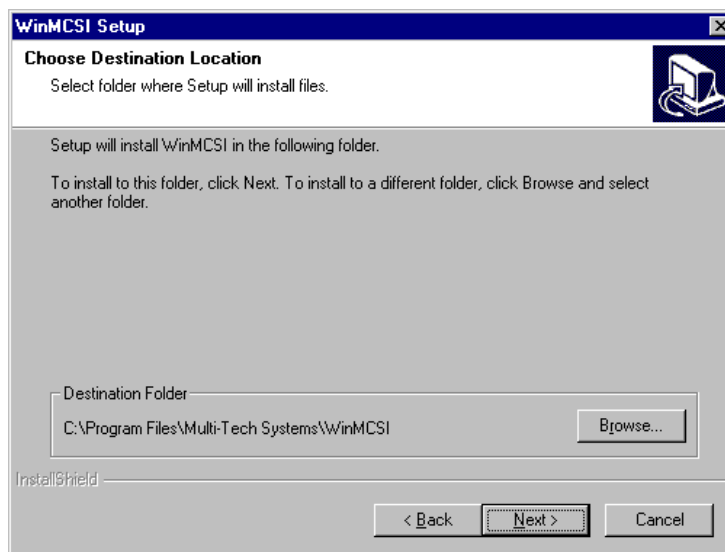 WinMCSI Setup
Choose Destination Location
Select folder where Setup will install files.
Setup will install WinMCSI in the following folder.
To install to this folder, click Next. To install to a different folder, click Browse and select
another folder.
Destination Folder
C:\Program Files\Multi-Tech Systems\WinMCSI
Browse...
InstallShield
< Back
Next >
Cancel